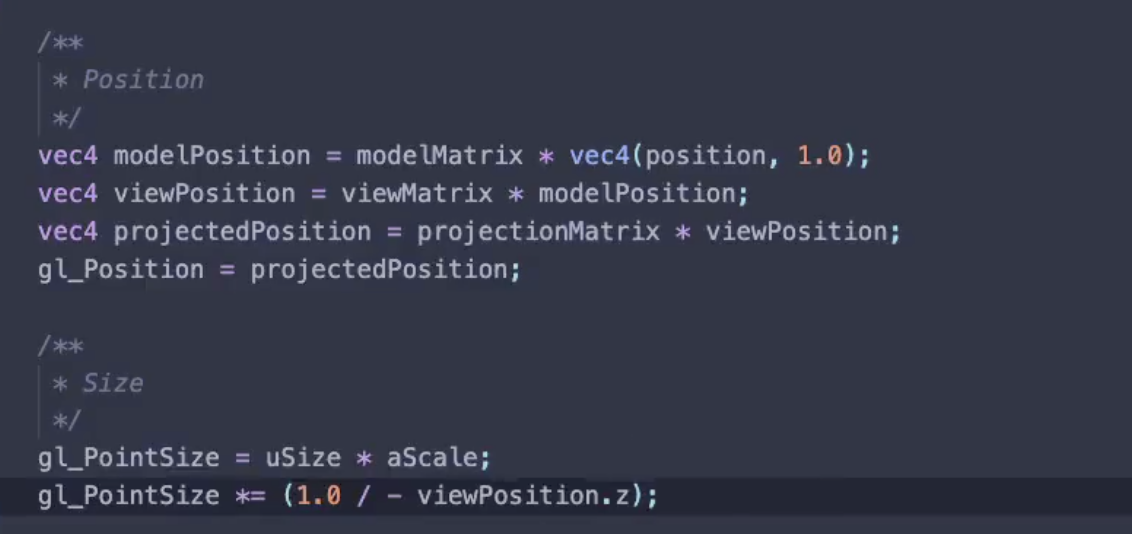 /**
 * Position
 */
vec4 modelPosition = modelMatrix * vec4(position, 1.0);
vec4 viewPosition = viewMatrix * modelPosition;
vec4 projectedPosition = projectionMatrix * viewPosition;
gl_Position = projectedPosition;

/**
 * Size
 */
gl_PointSize = uSize * aScale;
gl_PointSize *= (1.0 / - viewPosition.z);